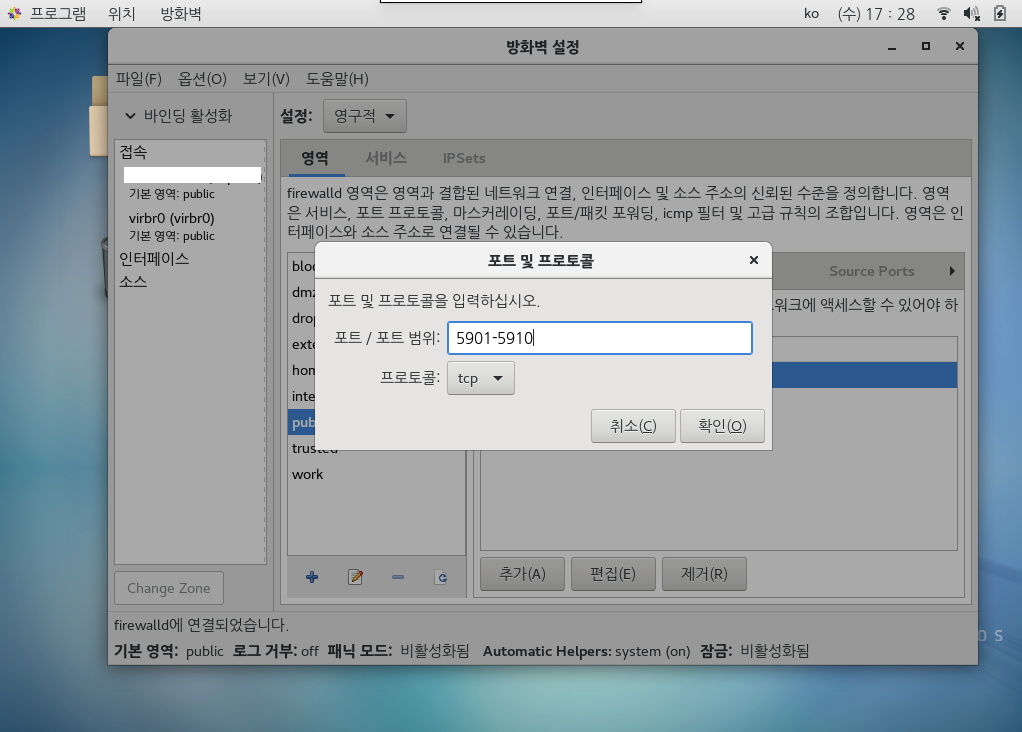 프로그램 위치 방화벽 ko (수) 17 : 28
방화벽 설정
파일(F) 옵션(O) 보기(V) 도움말(H)
바인딩 활성화
설정: 영구적
접속
기본 영역: public
virbr0 (virbr0)
기본 영역: public
인터페이스
소스
Change Zone
영역 서비스 IPSets
firewalld 영역은 영역과 결합된 네트워크 연결, 인터페이스 및 소스 주소의 신뢰된 수준을 정의합니다. 영역
은 서비스, 포트 프로토콜, 마스커레이딩, 포트/패킷 포워딩, icmp 필터 및 고급 규칙의 조합입니다. 영역은 인
터페이스와 소스 주소로 연결될 수 있습니다.
trusted
work
Source Ports
워크에 액세스할 수 있어야 하
포트 및 프로토콜
포트 및 프로토콜을 입력하십시오.
포트 / 포트 범위: 5901-5910
프로토콜: tcp
취소(C) 확인(O)
추가(A) 편집(E) 제거(R)
firewalld에 연결되었습니다.
기본 영역: public 로그 거부: off 패닉 모드: 비활성화됨 Automatic Helpers: system (on) 잠금: 비활성화됨